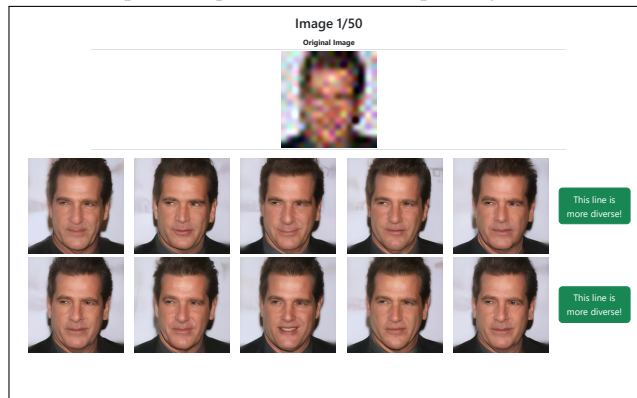 Image 1/50
Original Image
This line is
more diverse!
This line is
more diverse!